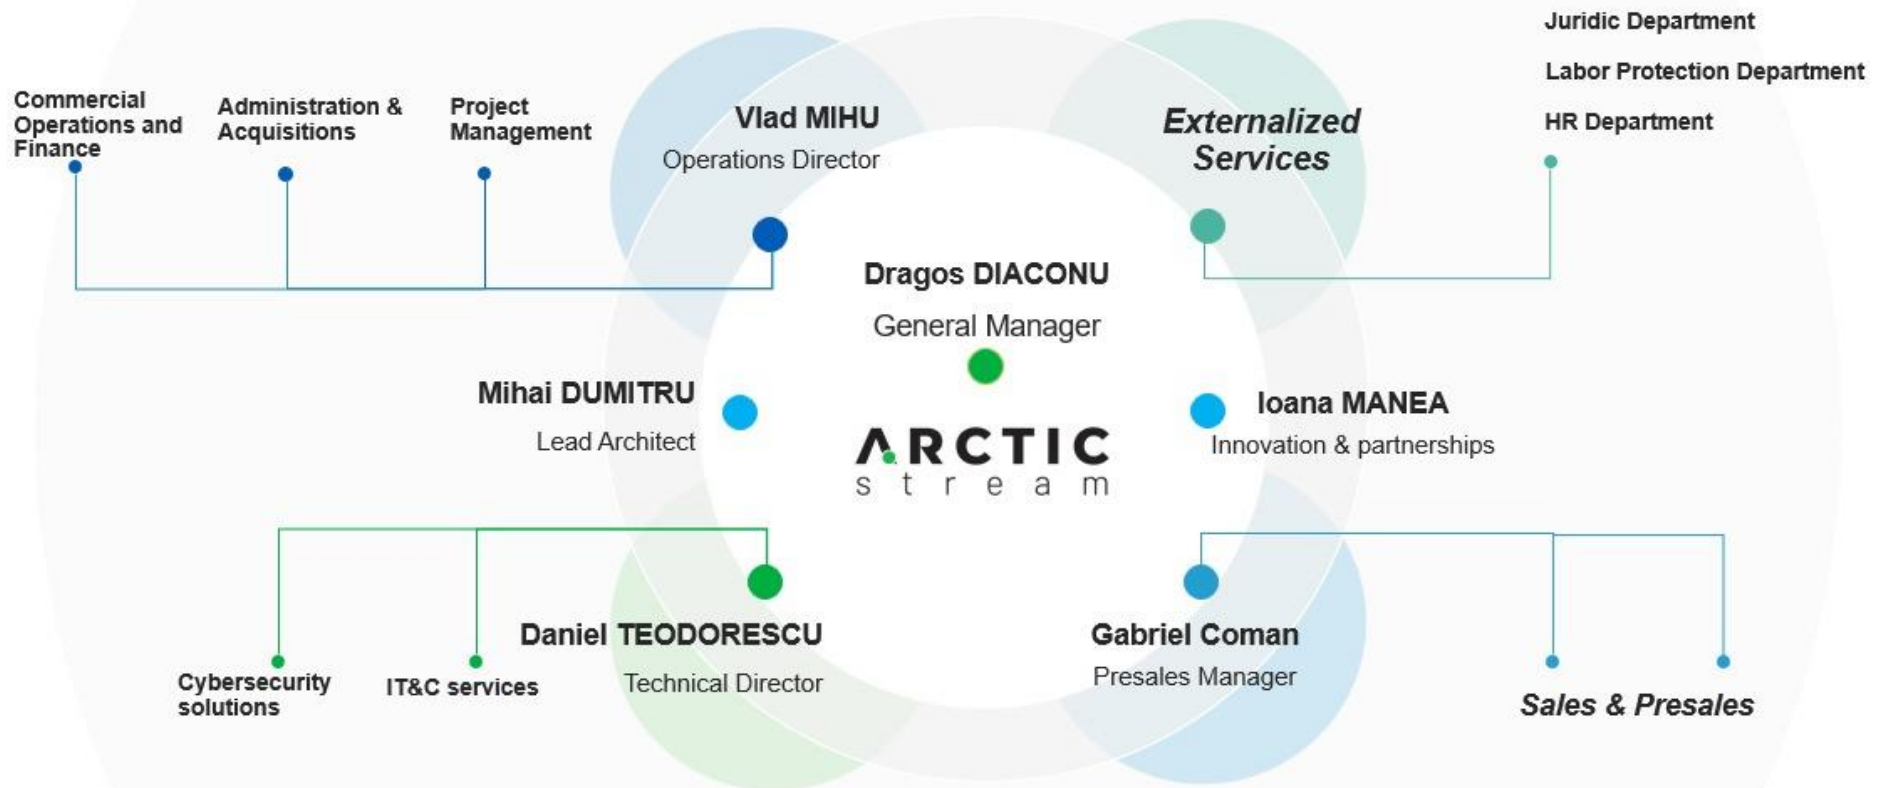 Juridic Department
Labor Protection Department
HR Department
Commercial
Operations and
Finance
Administration &
Acquisitions
Project
Management
Vlad MIHU
Operations Director
Externalized
Services
Dragos DIACONU
General Manager
Mihai DUMITRU
Lead Architect
ARCTIC
stream
Ioana MANEA
Innovation & partnerships
Cybersecurity
solutions
IT&C services
Daniel TEODORESCU
Technical Director
Gabriel Coman
Presales Manager
Sales & Presales